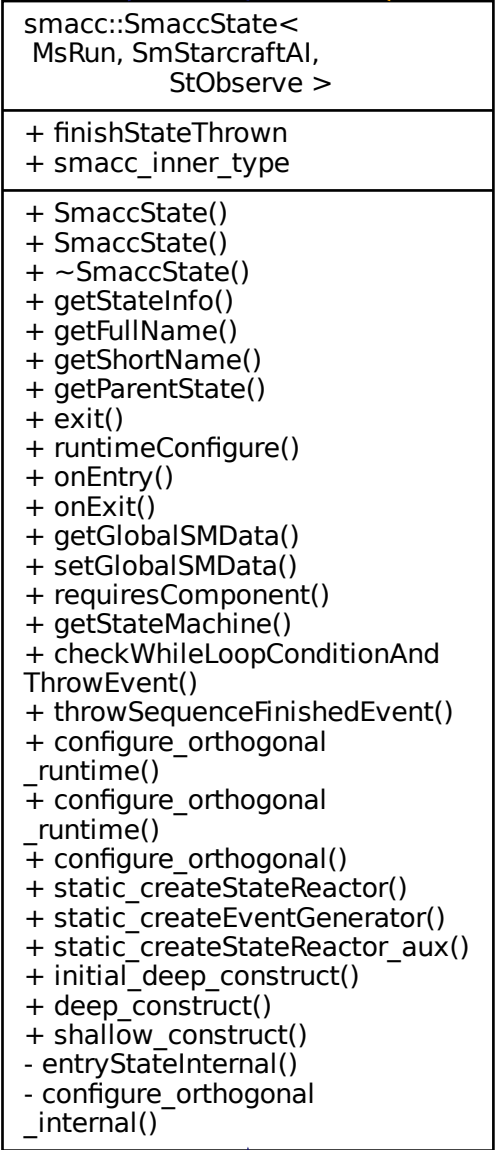 smacc::SmaccState<
MsRun, SmStarcraftAI,
StObserve >
+ finishStateThrown
+ smacc_inner_type
+ SmaccState()
+ SmaccState()
+ ~SmaccState()
+ getStateInfo()
+ getFullName()
+ getShortName()
+ getParentState()
+ exit()
+ runtimeConfigure()
+ onEntry()
+ onExit()
+ getGlobalSMData()
+ setGlobalSMData()
+ requiresComponent()
+ getStateMachine()
+ checkWhileLoopConditionAnd
ThrowEvent()
+ throwSequenceFinishedEvent()
+ configure_orthogonal
_runtime()
+ configure_orthogonal
_runtime()
+ configure_orthogonal()
+ static_createStateReactor()
+ static_createEventGenerator()
+ static_createStateReactor_aux()
+ initial_deep_construct()
+ deep_construct()
+ shallow_construct()
- entryStateInternal()
- configure_orthogonal
_internal()